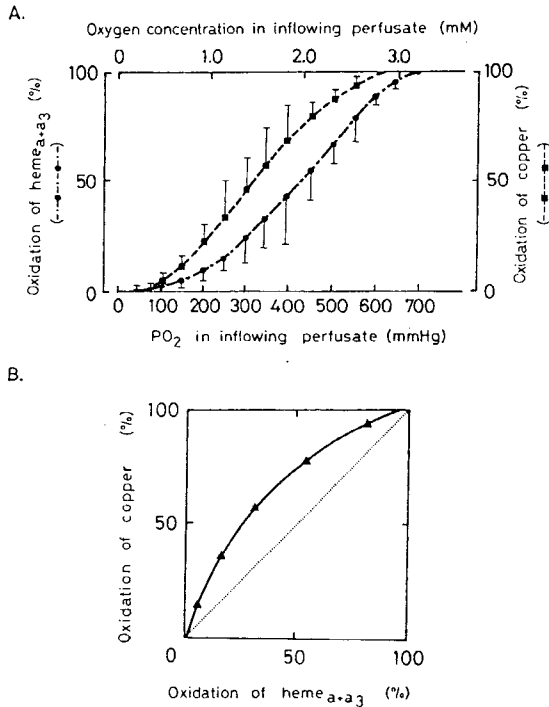 A.
Oxygen concentration in inflowing perfusate (mM)
0 1.0 2.0 3.0
100
50
0
Oxidation of heme a+a3 (%)
100
50
0
Oxidation of copper (%)
0 100 200 300 400 500 600 700
PO2 in inflowing perfusate (mmHg)
B.
100
50
0
Oxidation of copper (%)
50 100
Oxidation of heme a+a3 (%)